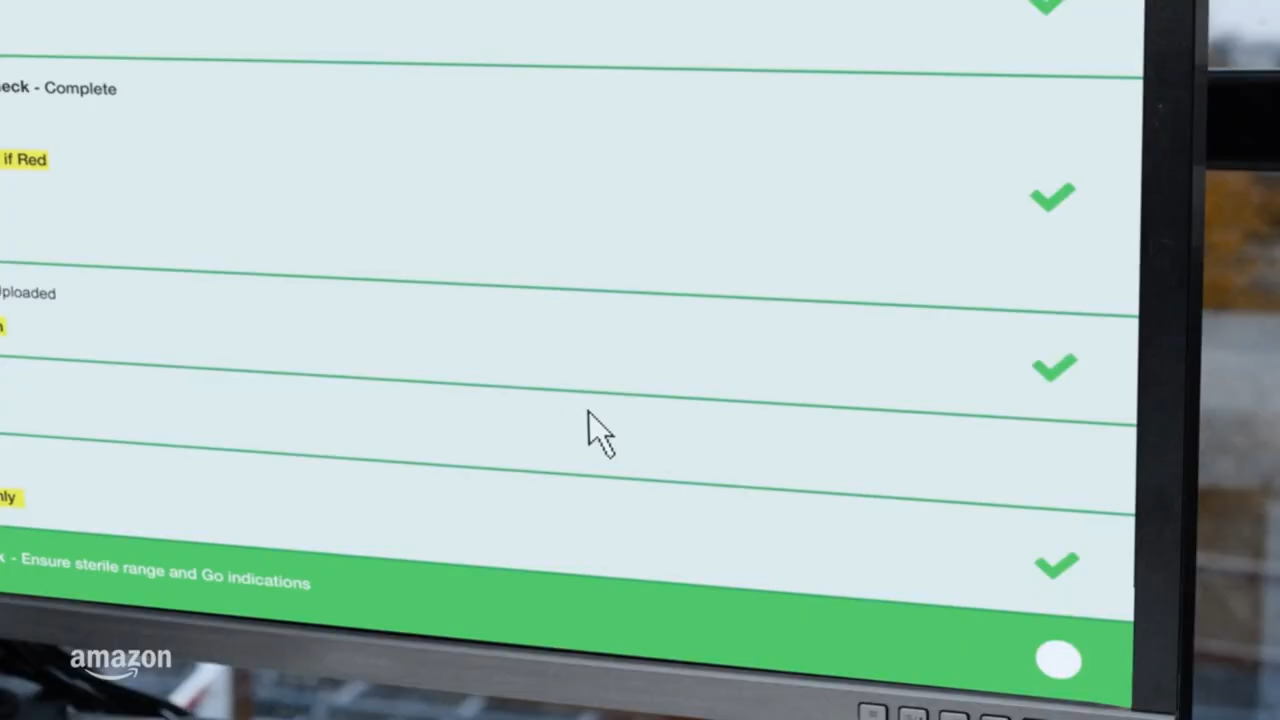 eck - Complete
if Red
ploaded
nly
- Ensure sterile range and Go indications
amazon